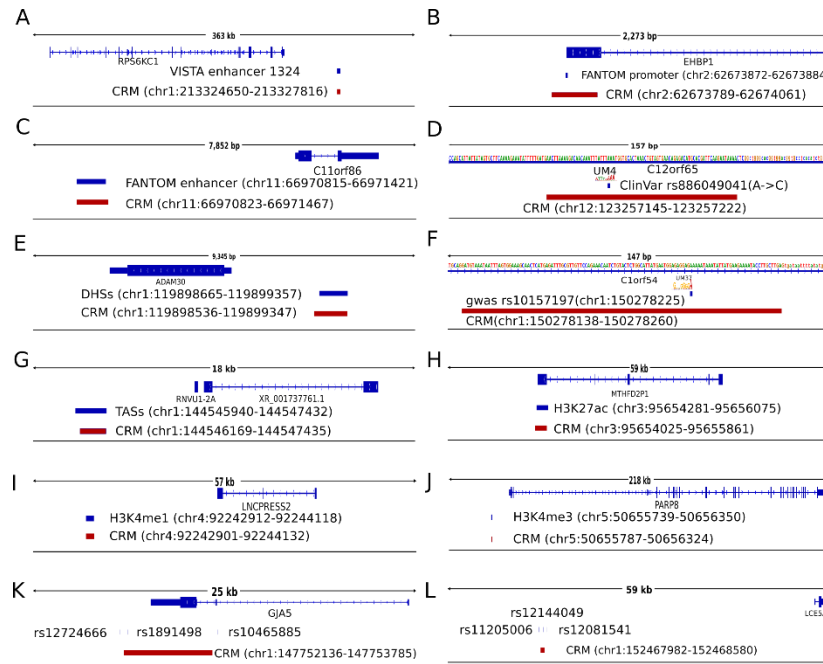 A
363 kb
RPS6KC1
VISTA enhancer 1324
CRM (chr1:213324650-213327816)
B
2,273 bp
EHBP1
FANTOM promoter (chr2:62673872-62673884
CRM (chr2:62673789-62674061)
C
7,852 bp
C11orf86
FANTOM enhancer (chr11:66970815-66971421)
CRM (chr11:66970823-66971467)
D
157 bp
UM4
C12orf65
ClinVar rs886049041(A->C)
CRM (chr12:123257145-123257222)
E
9,345 bp
ADAM30
DHSs (chr1:119898665-119899357)
CRM (chr1:119898536-119899347)
F
147 bp
C1orf54
UM32
gwas rs10157197(chr1:150278225)
CRM(chr1:150278138-150278260)
G
18 kb
RNVU1-2A
XR_001737761.1
TASs (chr1:144545940-144547432)
CRM (chr1:144546169-144547435)
H
59 kb
MTHFD2P1
H3K27ac (chr3:95654281-95656075)
CRM (chr3:95654025-95655861)
I
57 kb
LNCPRESS2
H3K4me1 (chr4:92242912-92244118)
CRM (chr4:92242901-92244132)
J
218 kb
PARP8
H3K4me3 (chr5:50655739-50656350)
CRM (chr5:50655787-50656324)
K
25 kb
GJA5
rs12724666 rs1891498 rs10465885
CRM (chr1:147752136-147753785)
L
59 kb
LCE5A
rs12144049
rs11205006 rs12081541
CRM (chr1:152467982-152468580)